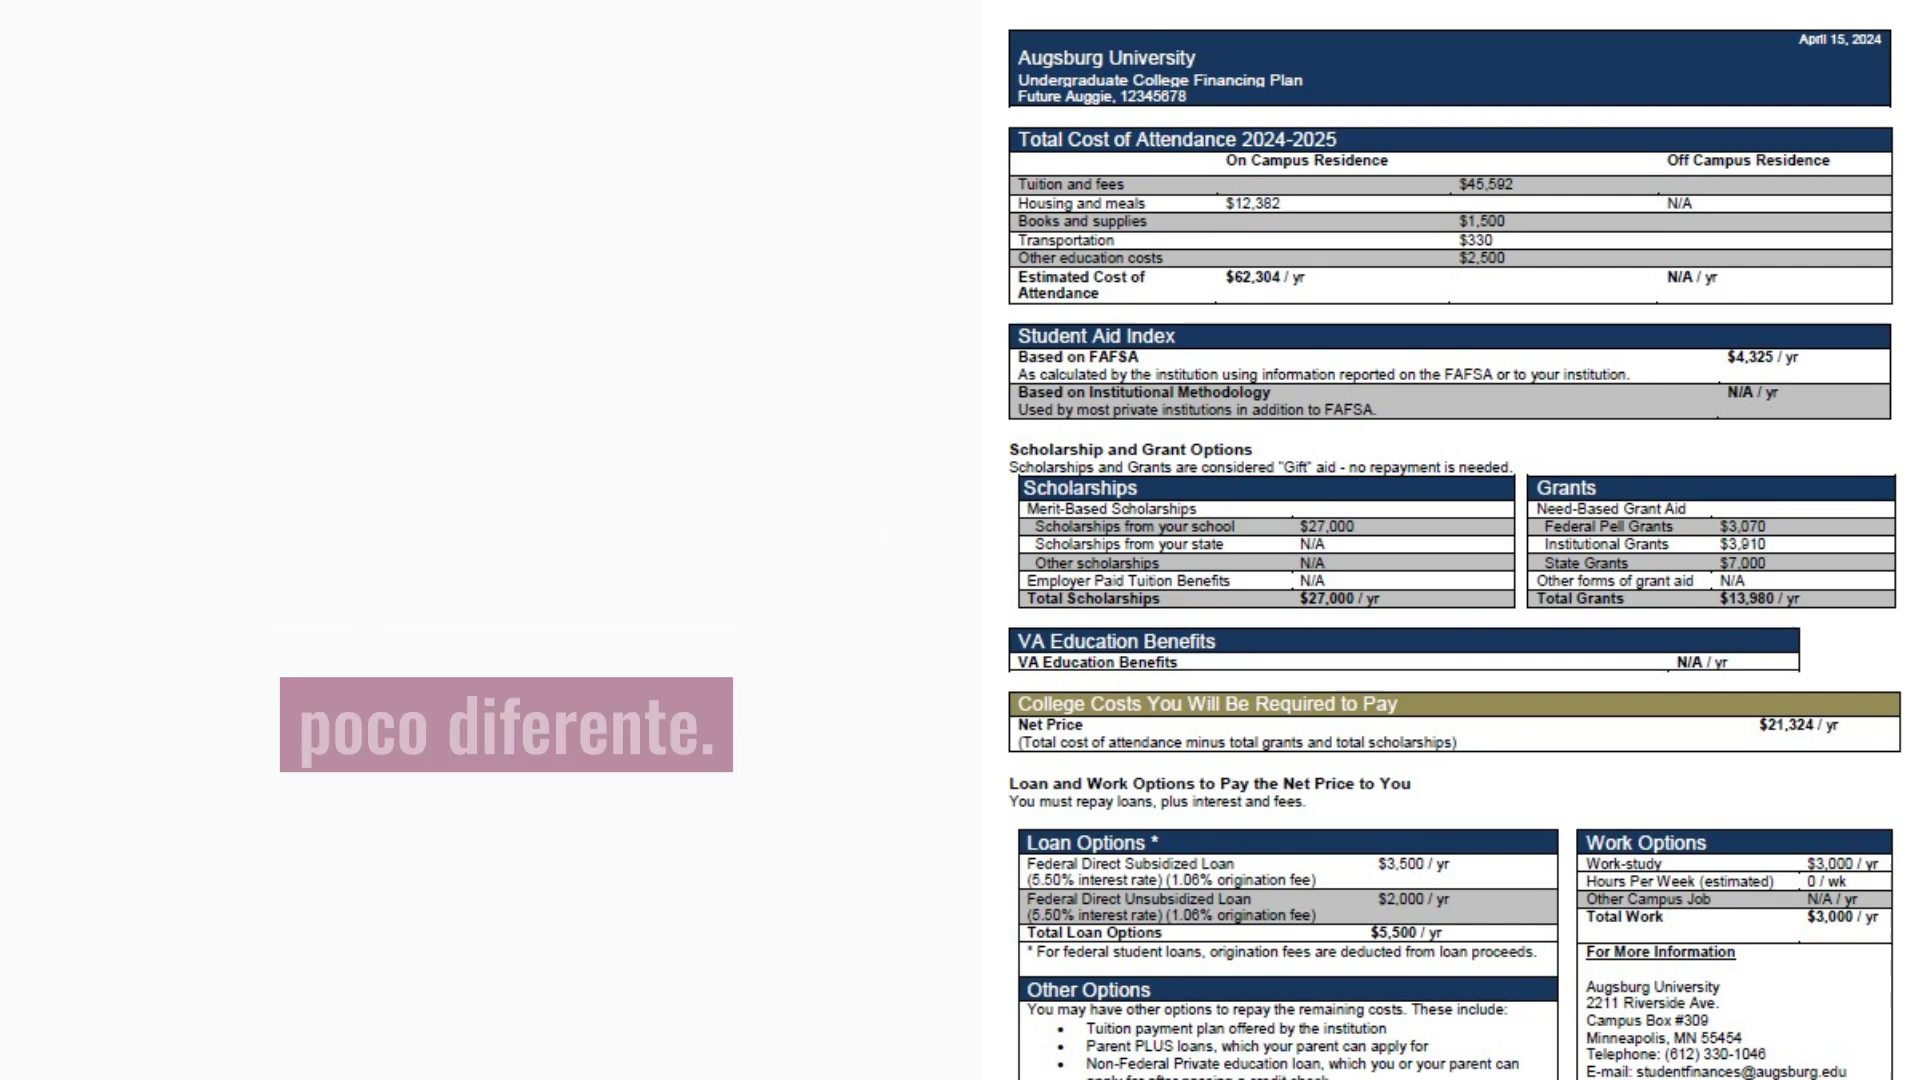 poco diferente.
April 15, 2024
Augsburg University
Undergraduate College Financing Plan
Future Auggie, 12345678
Total Cost of Attendance 2024-2025
On Campus Residence Off Campus Residence
Tuition and fees $45,592
Housing and meals $12,382 N/A
Books and supplies $1,500
Transportation $330
Other education costs $2,500
Estimated Cost of $62,304 / yr N/A / yr
Attendance
Student Aid Index
Based on FAFSA $4,325 / yr
As calculated by the institution using information reported on the FAFSA or to your institution.
Based on Institutional Methodology N/A / yr
Used by most private institutions in addition to FAFSA.
Scholarship and Grant Options
Scholarships and Grants are considered "Gift" aid - no repayment is needed.
Scholarships
Merit-Based Scholarships
Scholarships from your school $27,000
Scholarships from your state N/A
Other scholarships N/A
Employer Paid Tuition Benefits N/A
Total Scholarships $27,000 / yr
Grants
Need-Based Grant Aid
Federal Pell Grants $3,070
Institutional Grants $3,910
State Grants $7,000
Other forms of grant aid N/A
Total Grants $13,980 / yr
VA Education Benefits
VA Education Benefits N/A / yr
College Costs You Will Be Required to Pay
Net Price $21,324 / yr
(Total cost of attendance minus total grants and total scholarships)
Loan and Work Options to Pay the Net Price to You
You must repay loans, plus interest and fees.
Loan Options *
Federal Direct Subsidized Loan $3,500 / yr
(5.50% interest rate) (1.06% origination fee)
Federal Direct Unsubsidized Loan $2,000 / yr
(5.50% interest rate) (1.06% origination fee)
Total Loan Options $5,500 / yr
* For federal student loans, origination fees are deducted from loan proceeds.
Other Options
You may have other options to repay the remaining costs. These include:
• Tuition payment plan offered by the institution
• Parent PLUS loans, which your parent can apply for
• Non-Federal Private education loan, which you or your parent can
apply for after passing a credit check
Work Options
Work-study $3,000 / yr
Hours Per Week (estimated) 0 / wk
Other Campus Job N/A / yr
Total Work $3,000 / yr
For More Information
Augsburg University
2211 Riverside Ave.
Campus Box #309
Minneapolis, MN 55454
Telephone: (612) 330-1046
E-mail: studentfinances@augsburg.edu